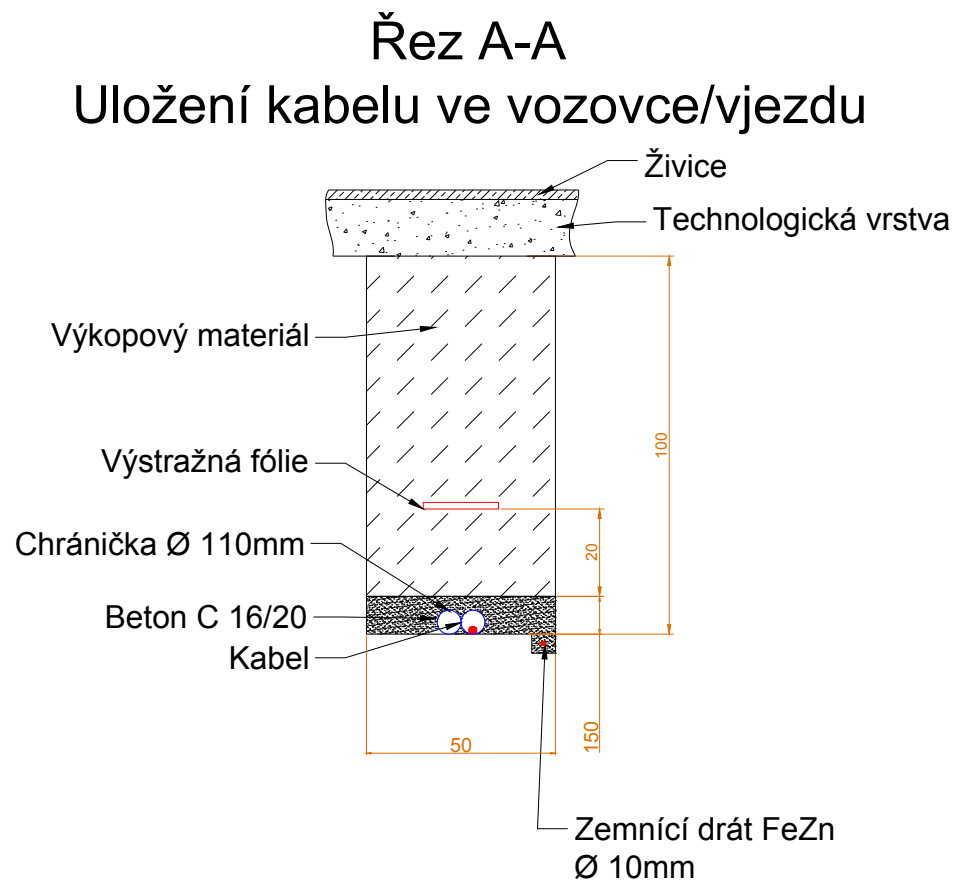 Řez A-A
Uložení kabelu ve vozovce/vjezdu
Živice
Technologická vrstva
Výkopový materiál
100
Výstražná fólie
20
Chránička Ø 110mm
Beton C 16/20
Kabel
150
50
Zemnící drát FeZn
Ø 10mm